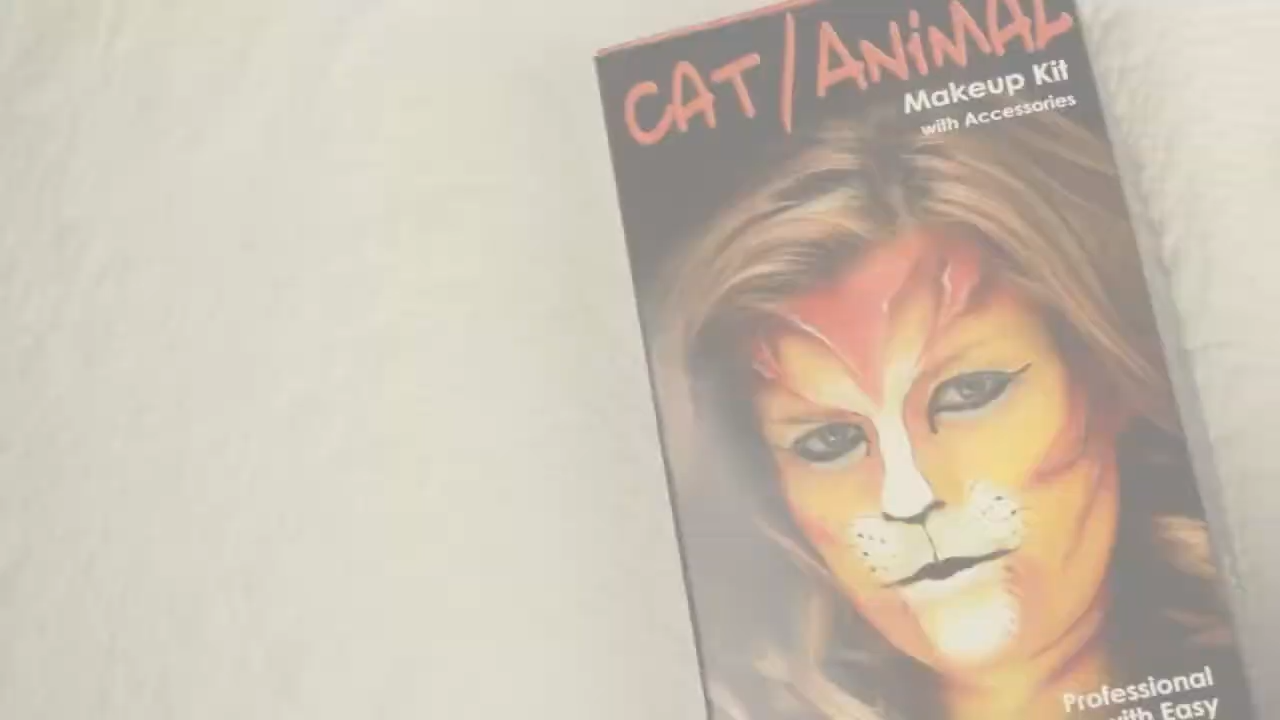 CAT/ANiMAL
Makeup Kit
with Accessories
Professional
with Easy